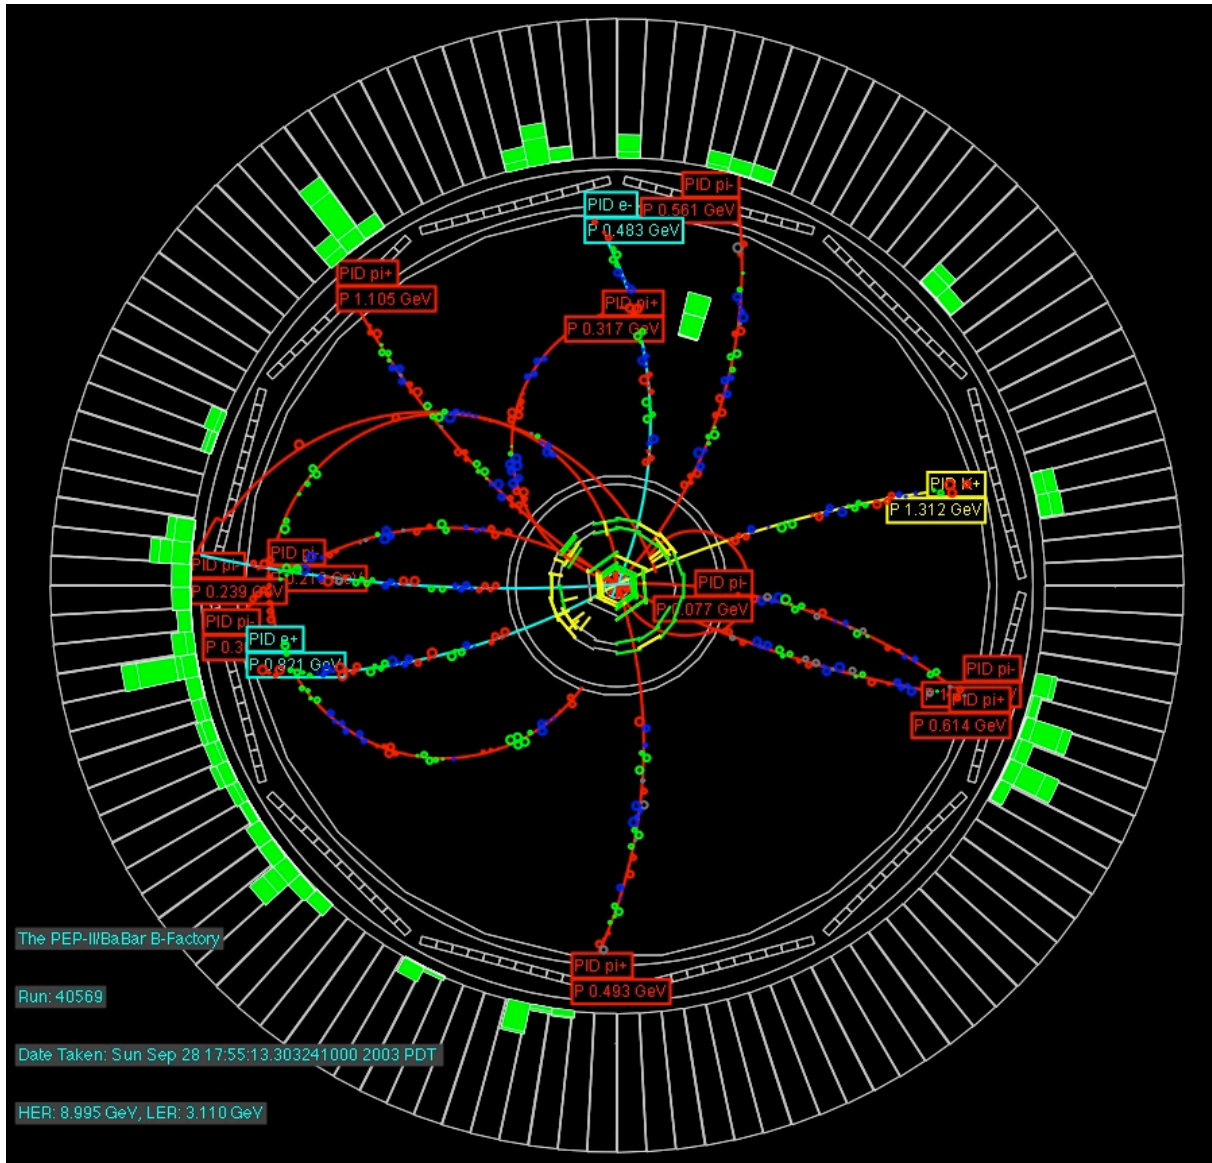 PID pi-
PID e-
P 0.561 GeV
P 0.483 GeV
PID pi+
P 1.105 GeV
PID pi+
P 0.317 GeV
PID K+
P 1.312 GeV
PID pi-
PID pi-
P 0.239 GeV
PID pi-
P 0.077 GeV
PID pi-
PID e+
P 0.821 GeV
PID pi-
PID pi+
P 0.614 GeV
The PEP-II/BaBar B-Factory
PID pi+
P 0.493 GeV
Run: 40569
Date Taken: Sun Sep 28 17:55:13.303241000 2003 PDT
HER: 8.995 GeV, LER: 3.110 GeV